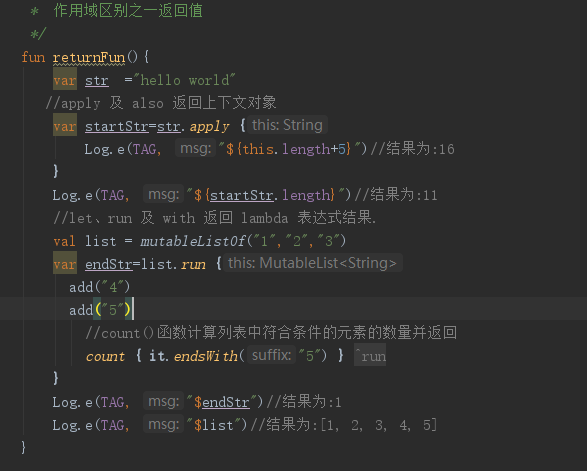 * 作用域区别之一返回值
*/
fun returnFun(){
var str ="hello world"
//apply 及 also 返回上下文对象
var startStr=str.apply { this:String
Log.e(TAG, msg:"${this.length+5}")//结果为:16
}
Log.e(TAG, msg:"${startStr.length}")//结果为:11
//let、run 及 with 返回 lambda 表达式结果.
val list = mutableListOf("1","2","3")
var endStr=list.run { this:MutableList<String>
add("4")
add("5")
//count()函数计算列表中符合条件的元素的数量并返回
count { it.endsWith( suffix:"5") } ^run
}
Log.e(TAG, msg:"$endStr")//结果为:1
Log.e(TAG, msg:"$list")//结果为:[1, 2, 3, 4, 5]
}